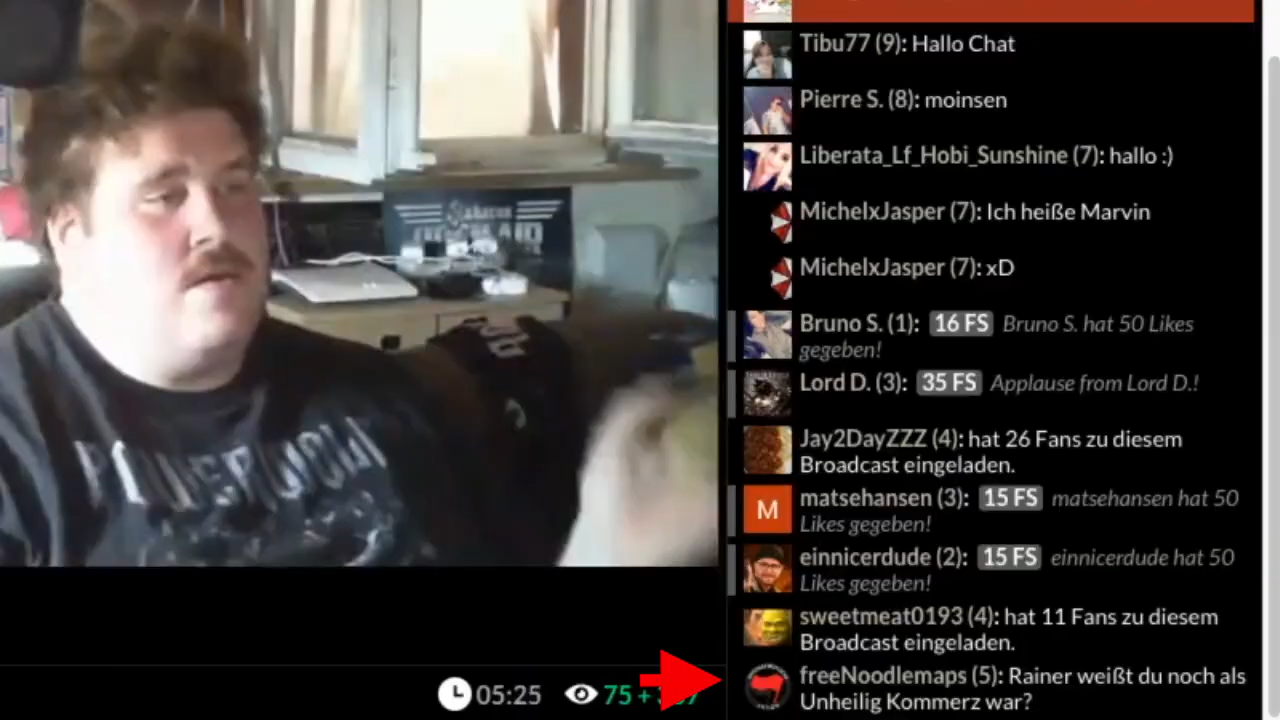 Tibu77 (9): Hallo Chat
Pierre S. (8): moinsen
Liberata_Lf_Hobi_Sunshine (7): hallo :)
MichelxJasper (7): Ich heiße Marvin
MichelxJasper (7): xD
Bruno S. (1): 16 FS Bruno S. hat 50 Likes
gegeben!
Lord D. (3): 35 FS Applause from Lord D.!
Jay2DayZZZ (4): hat 26 Fans zu diesem
Broadcast eingeladen.
M
matsehansen (3): 15 FS matsehansen hat 50
Likes gegeben!
einnicerdude (2): 15 FS einnicerdude hat 50
Likes gegeben!
sweetmeat0193 (4): hat 11 Fans zu diesem
Broadcast eingeladen.
freeNoodlemaps (5): Rainer weißt du noch als
Unheilig Kommerz war?
05:25 75 +
POWERWOLF
Sabaton